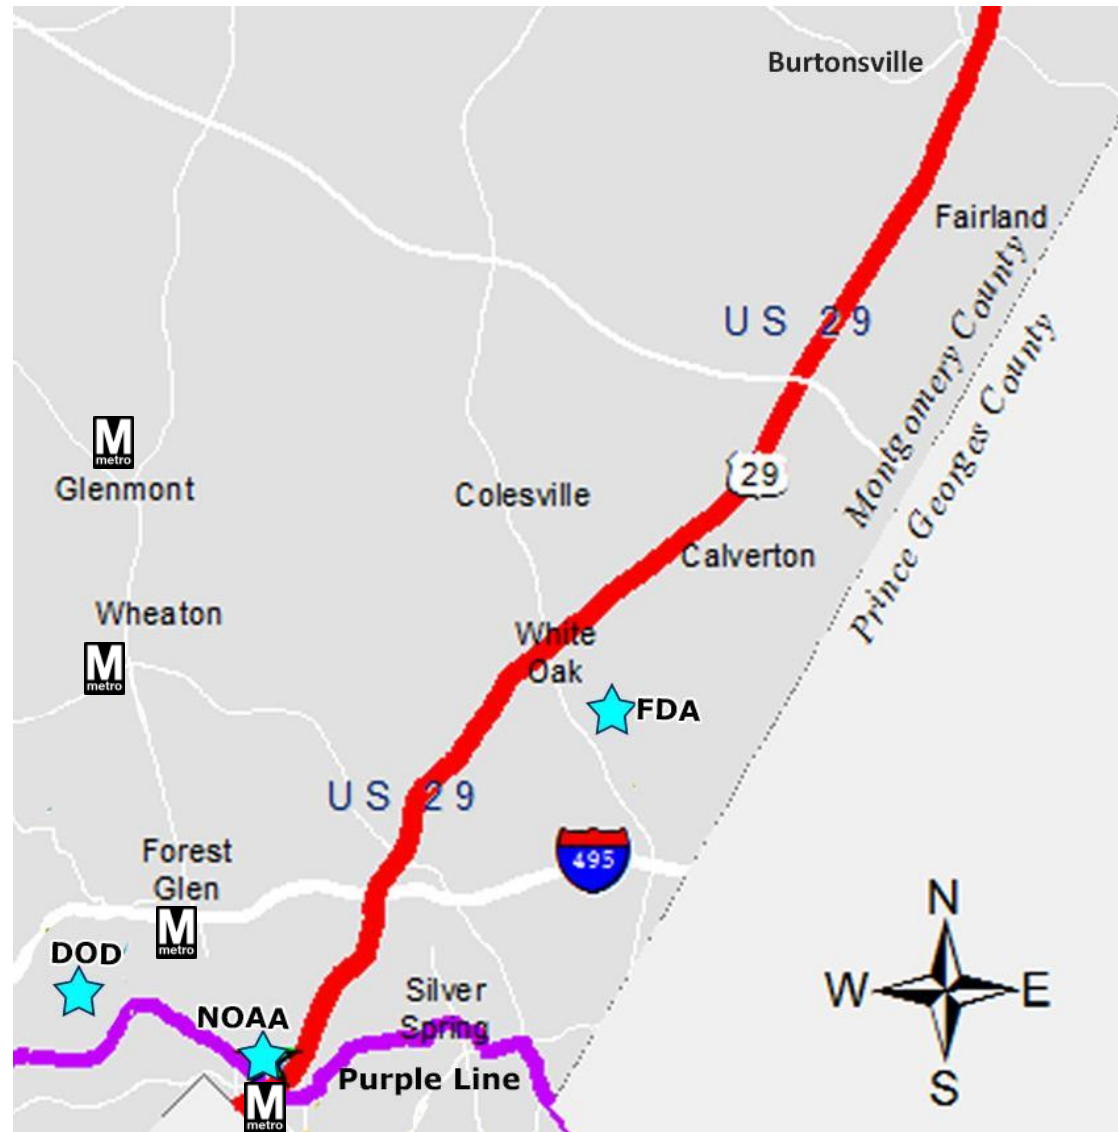 Burtonsville
Fairland
US 29
Montgomery County
Prince Georges County
M
metro
Glenmont
29
Colesville
Calverton
Wheaton
White
Oak
M
metro
FDA
US 29
Forest
Glen
495
M
metro
N
W
E
S
DOD
Silver
Spring
NOAA
Purple Line
M
metro